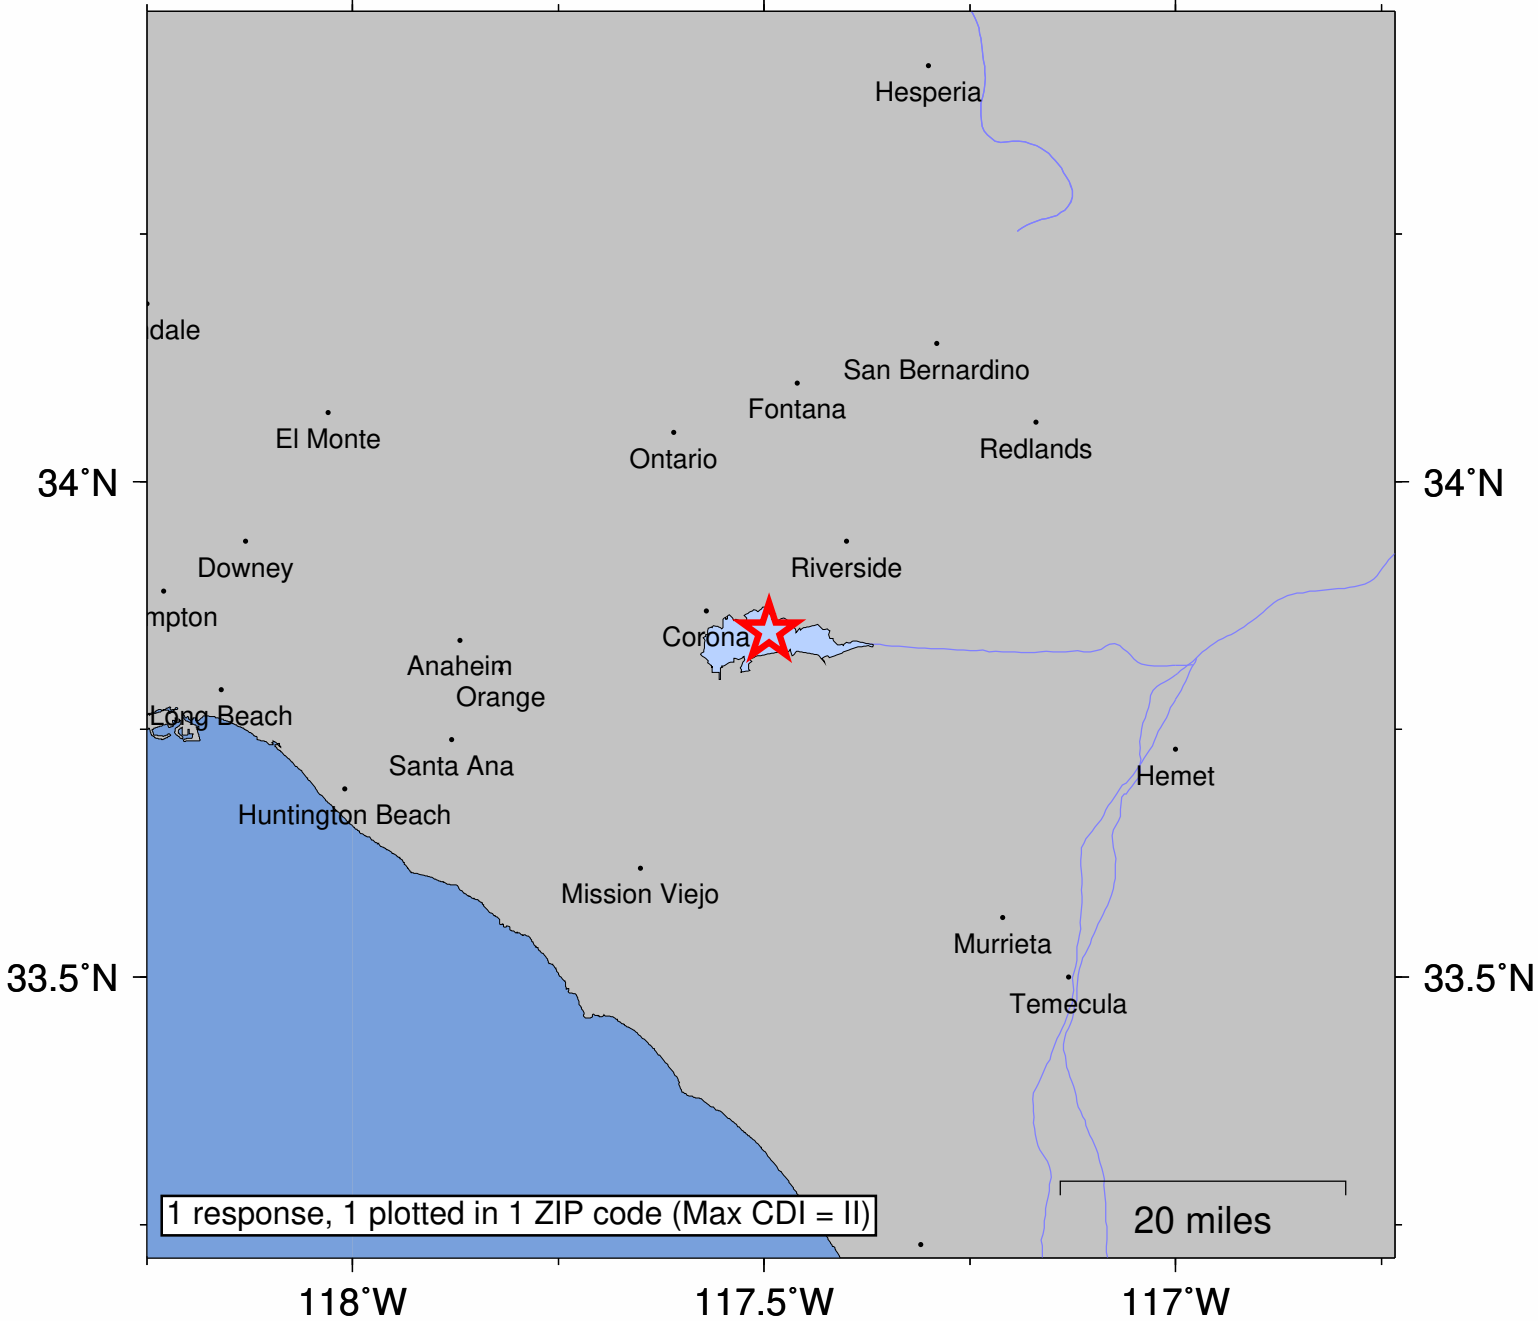 Hesperia
dale
San Bernardino
Fontana
El Monte
Redlands
Ontario
34°N
34°N
Downey
Riverside
mpton
Corona
Anaheim
Orange
Long Beach
Santa Ana
Hemet
Huntington Beach
Mission Viejo
Murrieta
33.5°N
33.5°N
Temecula
1 response, 1 plotted in 1 ZIP code (Max CDI = II)
20 miles
118°W
117.5°W
117°W